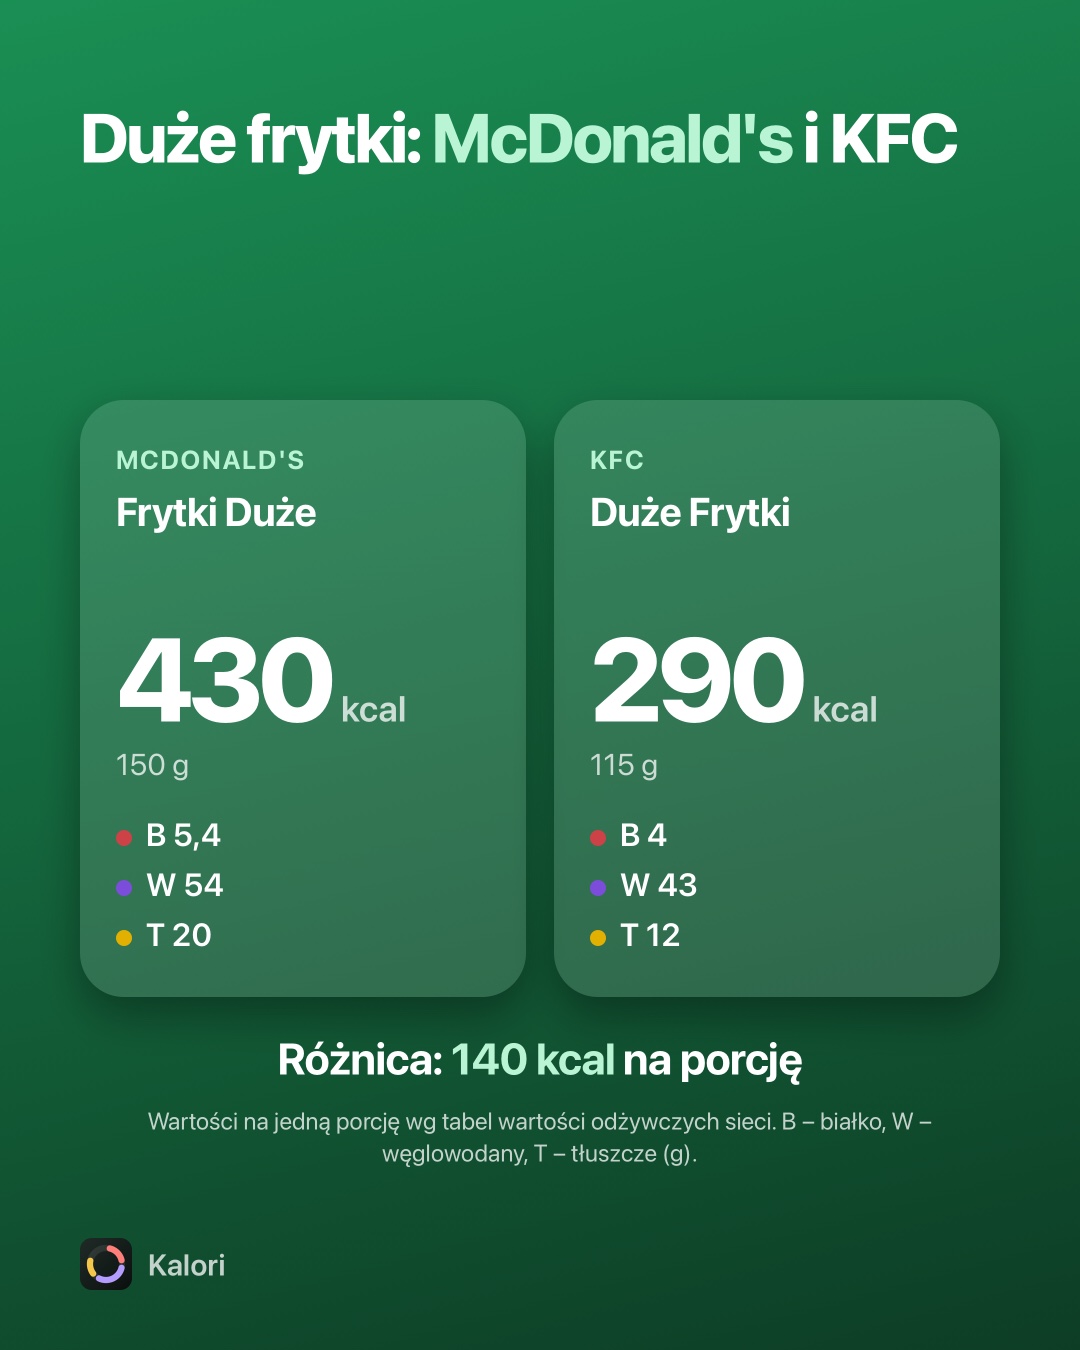 Duże frytki: McDonald's i KFC
MCDONALD'S
Frytki Duże
430 kcal
150 g
B 5,4
W 54
T 20
KFC
Duże Frytki
290 kcal
115 g
B 4
W 43
T 12
Różnica: 140 kcal na porcję
Wartości na jedną porcję wg tabel wartości odżywczych sieci. B – białko, W –
węglowodany, T – tłuszcze (g).
Kalori